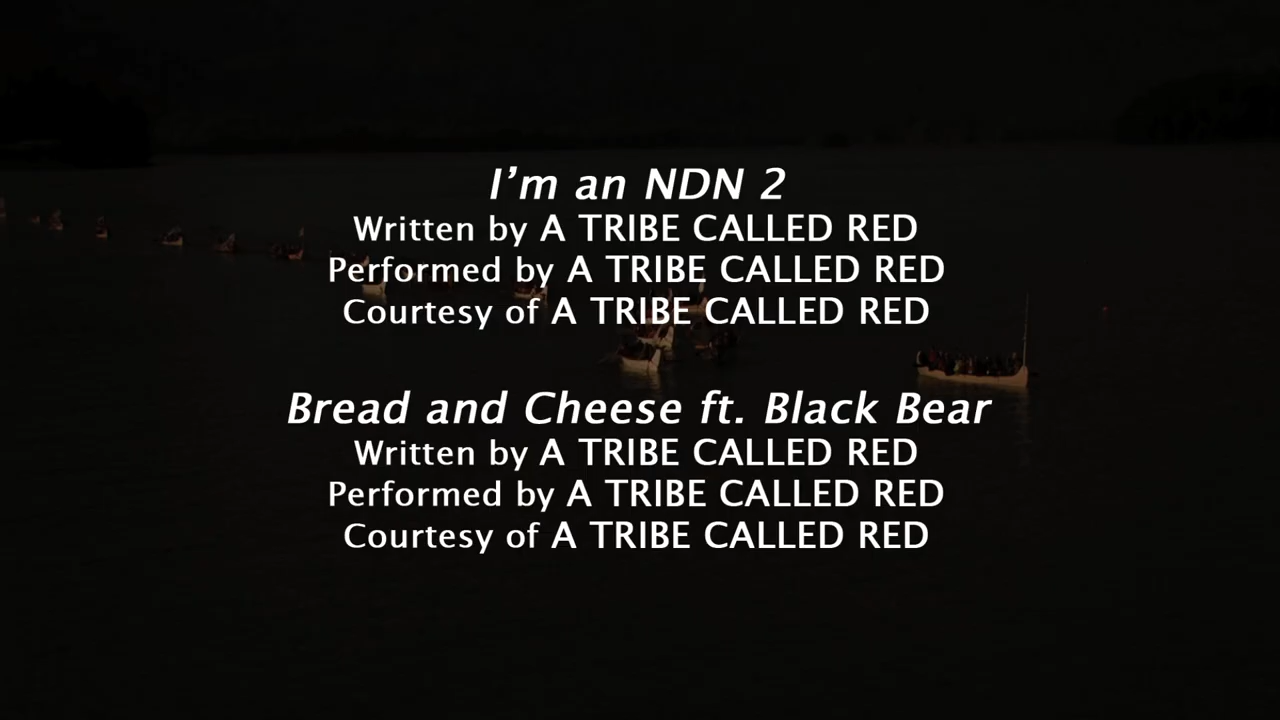 I'm an NDN 2
Written by A TRIBE CALLED RED
Performed by A TRIBE CALLED RED
Courtesy of A TRIBE CALLED RED
Bread and Cheese ft. Black Bear
Written by A TRIBE CALLED RED
Performed by A TRIBE CALLED RED
Courtesy of A TRIBE CALLED RED